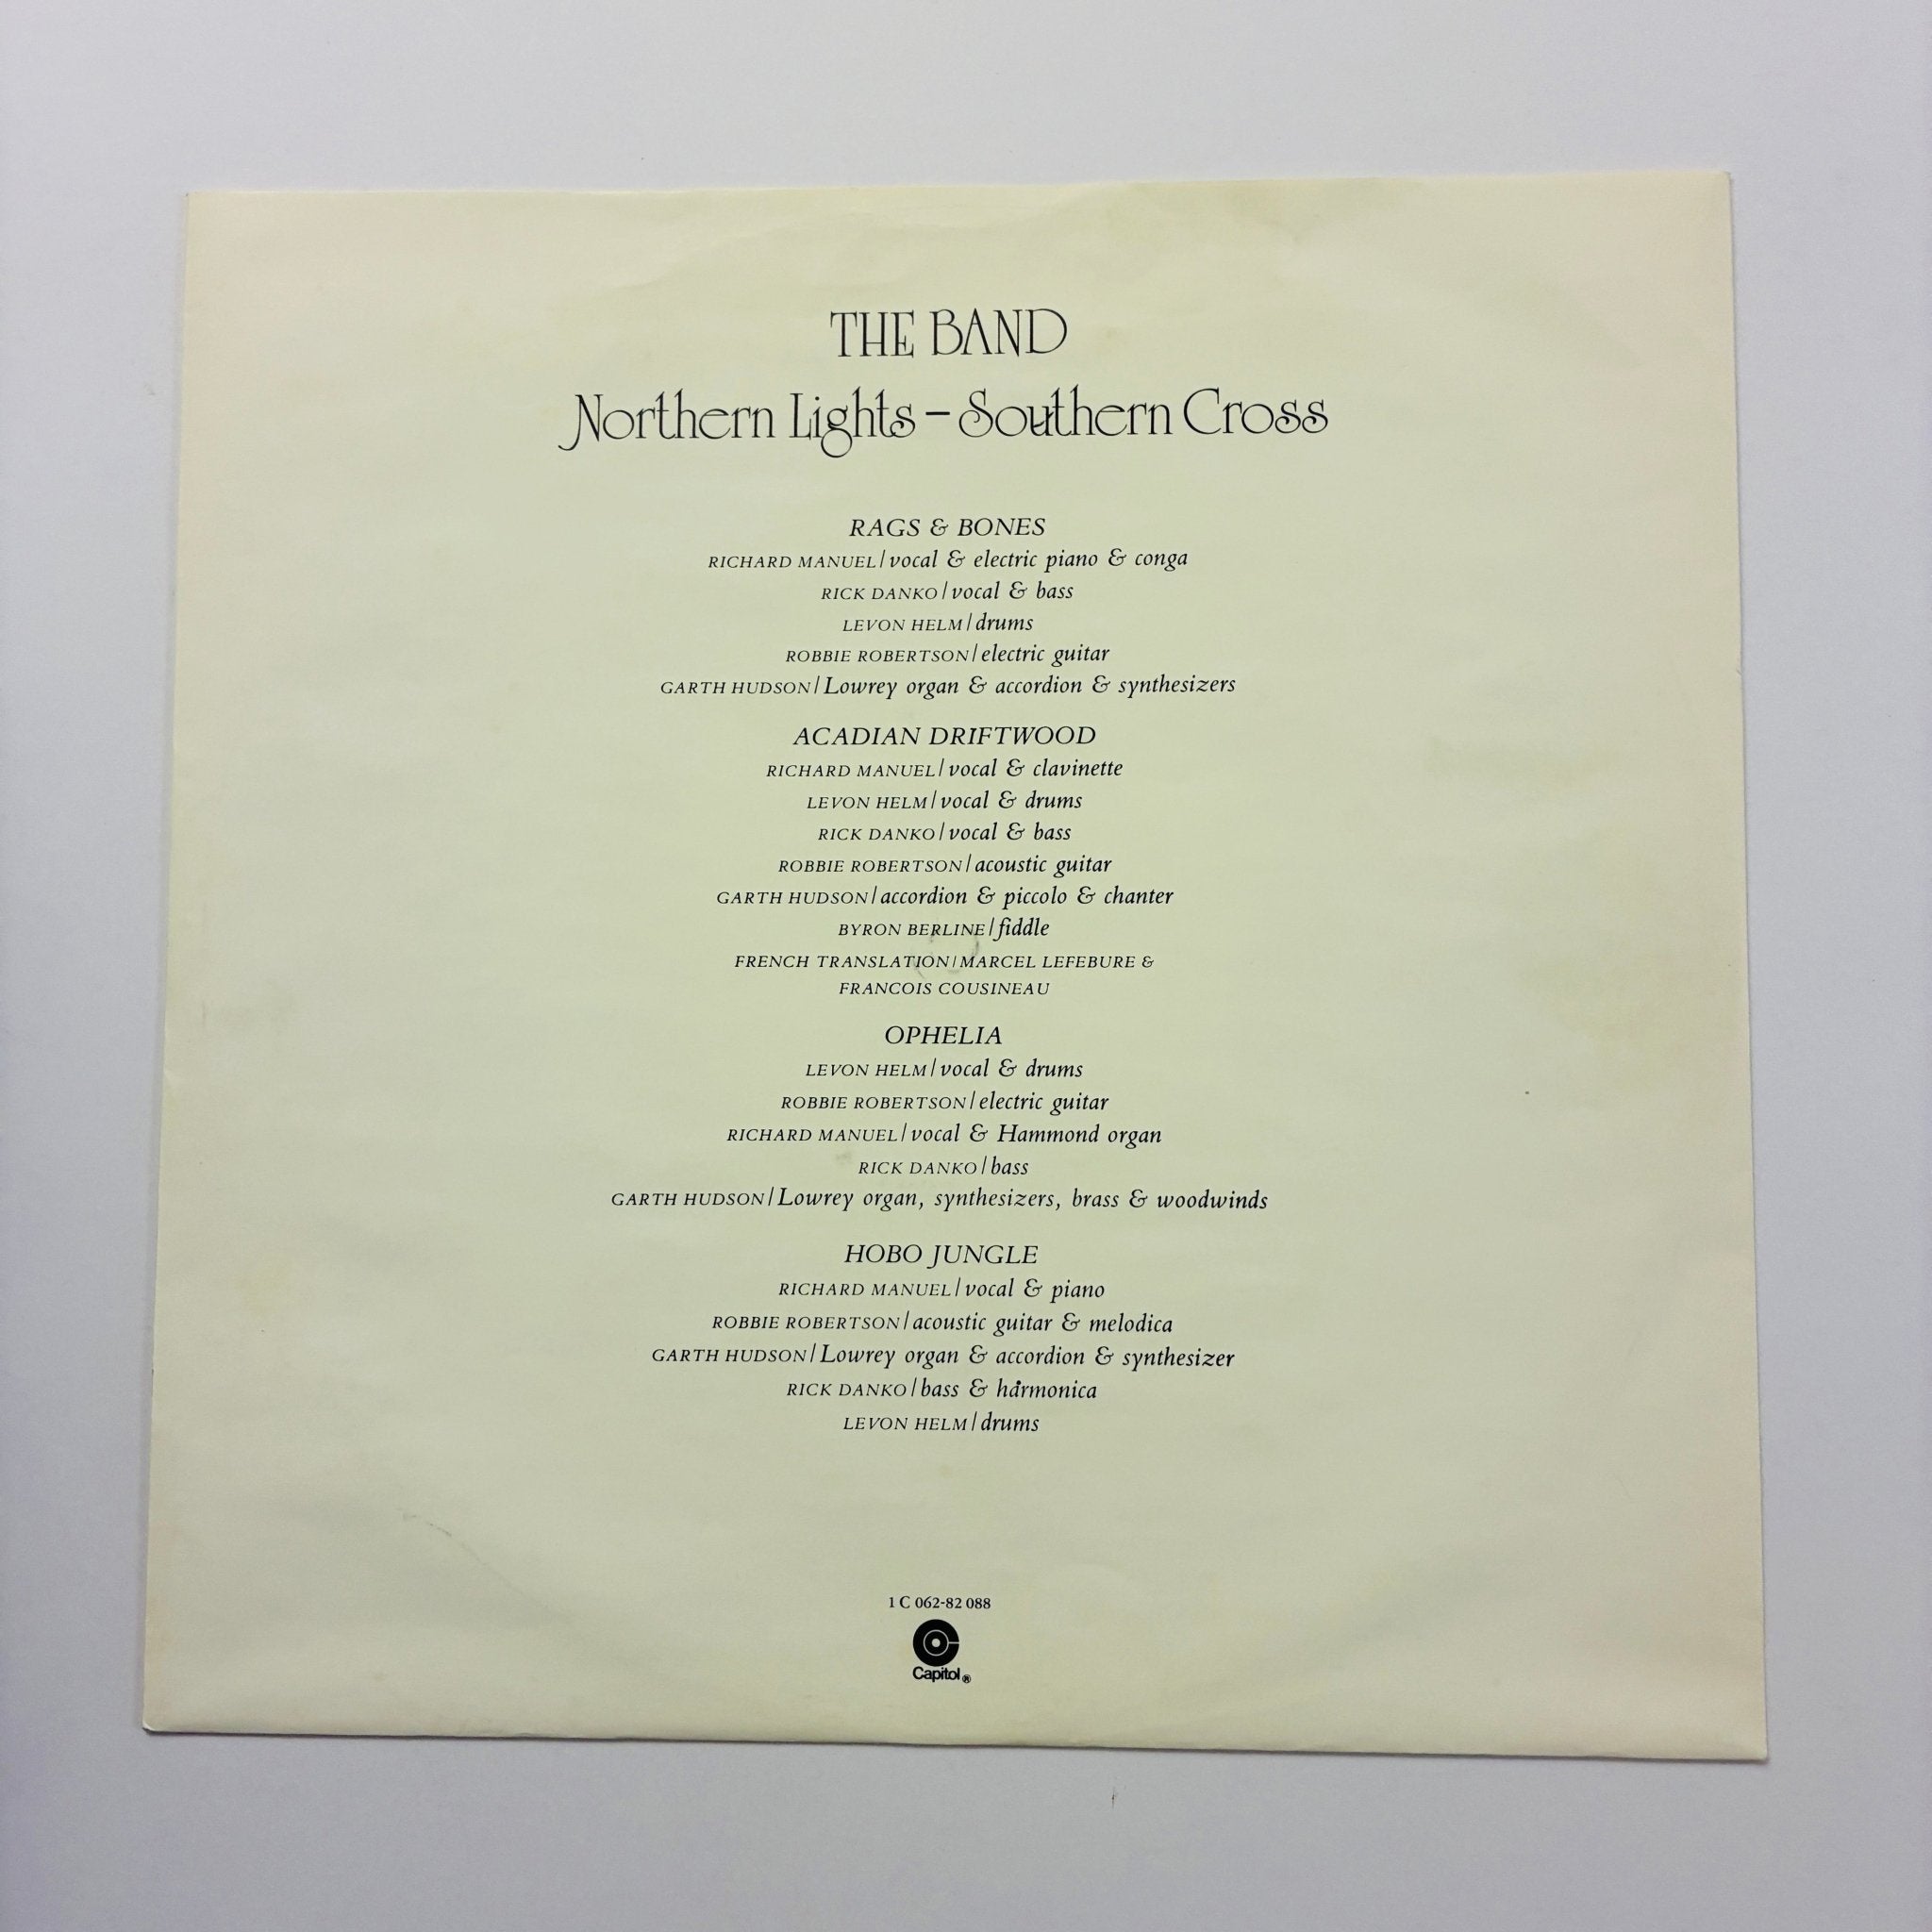 THE BAND
Northern Lights – Southern Cross
RAGS & BONES
RICHARD MANUEL/vocal & electric piano & conga
RICK DANKO/vocal & bass
LEVON HELM/drums
ROBBIE ROBERTSON/electric guitar
GARTH HUDSON/Lowrey organ & accordion & synthesizers
ACADIAN DRIFTWOOD
RICHARD MANUEL/vocal & clavinette
LEVON HELM/vocal & drums
RICK DANKO/vocal & bass
ROBBIE ROBERTSON/acoustic guitar
GARTH HUDSON/accordion & piccolo & chanter
BYRON BERLINE/fiddle
FRENCH TRANSLATION/MARCEL LEFEBURE &
FRANCOIS COUSINEAU
OPHELIA
LEVON HELM/vocal & drums
ROBBIE ROBERTSON/electric guitar
RICHARD MANUEL/vocal & Hammond organ
RICK DANKO/bass
GARTH HUDSON/Lowrey organ, synthesizers, brass & woodwinds
HOBO JUNGLE
RICHARD MANUEL/vocal & piano
ROBBIE ROBERTSON/acoustic guitar & melodica
GARTH HUDSON/Lowrey organ & accordion & synthesizer
RICK DANKO/bass & harmonica
LEVON HELM/drums
1 C 062-82 088
Capitol®